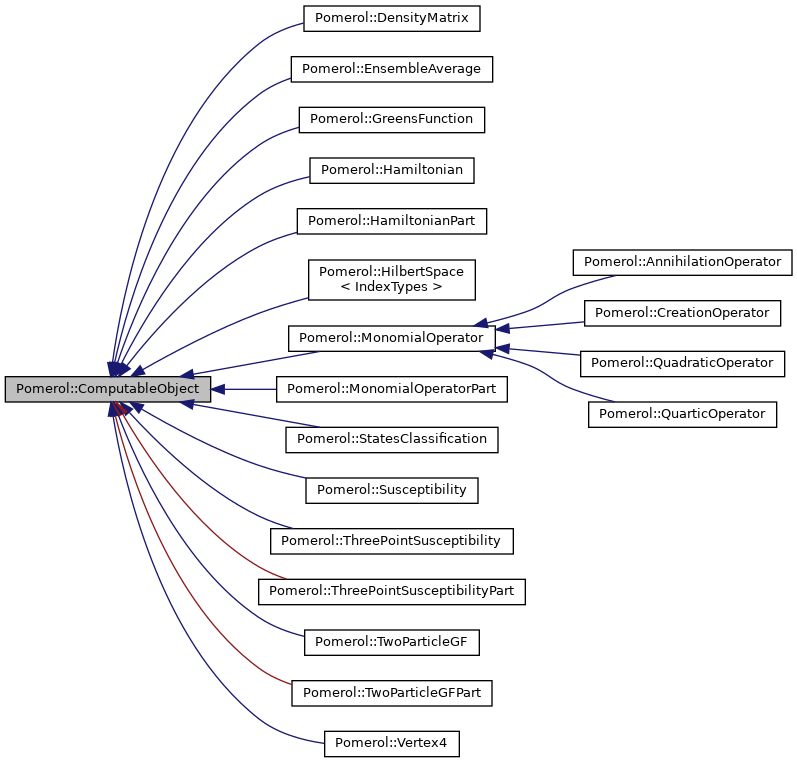 Pomerol::DensityMatrix
Pomerol::EnsembleAverage
Pomerol::GreensFunction
Pomerol::Hamiltonian
Pomerol::HamiltonianPart
Pomerol::HilbertSpace
< IndexTypes >
Pomerol::MonomialOperator
Pomerol::ComputableObject
Pomerol::MonomialOperatorPart
Pomerol::StatesClassification
Pomerol::Susceptibility
Pomerol::ThreePointSusceptibility
Pomerol::ThreePointSusceptibilityPart
Pomerol::TwoParticleGF
Pomerol::TwoParticleGFPart
Pomerol::Vertex4
Pomerol::AnnihilationOperator
Pomerol::CreationOperator
Pomerol::QuadraticOperator
Pomerol::QuarticOperator